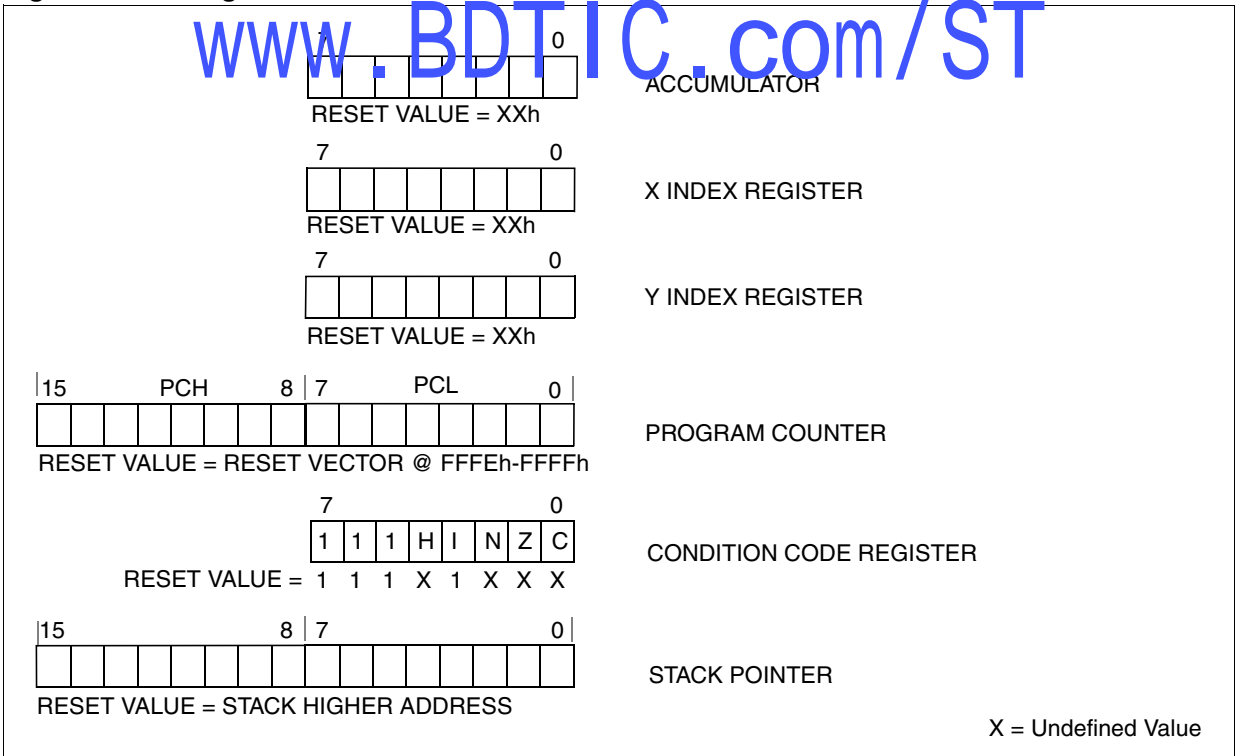 www.BDTIC.com/ST
7 0
ACCUMULATOR
RESET VALUE = XXh
7 0
X INDEX REGISTER
RESET VALUE = XXh
7 0
Y INDEX REGISTER
RESET VALUE = XXh
15 PCH 8 7 PCL 0
PROGRAM COUNTER
RESET VALUE = RESET VECTOR @ FFFEh-FFFFh
7 0
1 1 1 H I N Z C
CONDITION CODE REGISTER
RESET VALUE = 1 1 1 X 1 X X X
15 8 7 0
STACK POINTER
RESET VALUE = STACK HIGHER ADDRESS
X = Undefined Value